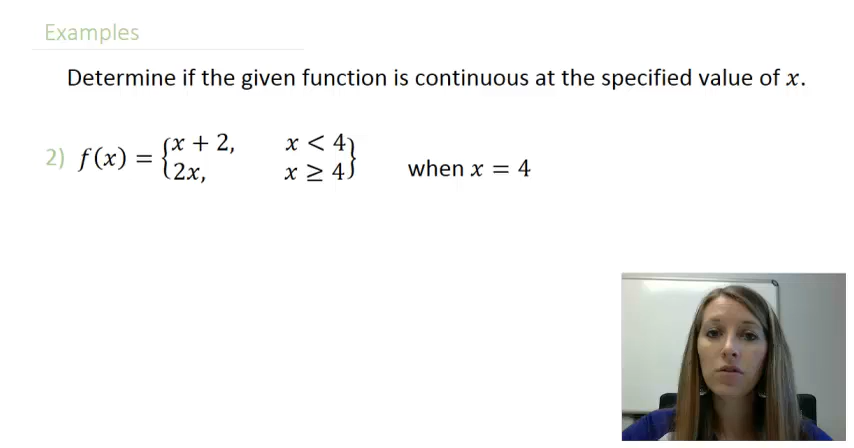 Examples
Determine if the given function is continuous at the specified value of x.
2) f(x) = {x + 2, x < 4
2x, x ≥ 4} when x = 4